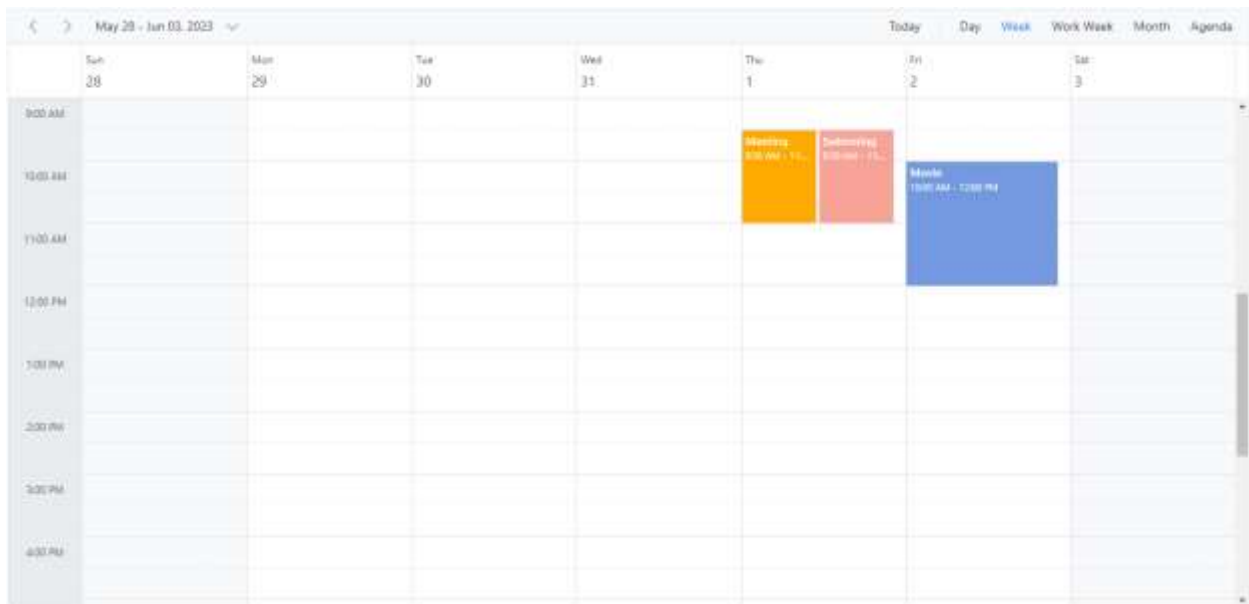 May 28 - Jun 03, 2023
Today Day Week Work Week Month Agenda
Sun Mon Tue Wed Thu Fri Sat
28 29 30 31 1 2 3
9:00 AM
Meeting Swimming
10:00 AM
Movie
10:00 AM - 12:00 PM
11:00 AM
12:00 PM
1:00 PM
2:00 PM
3:00 PM
4:00 PM